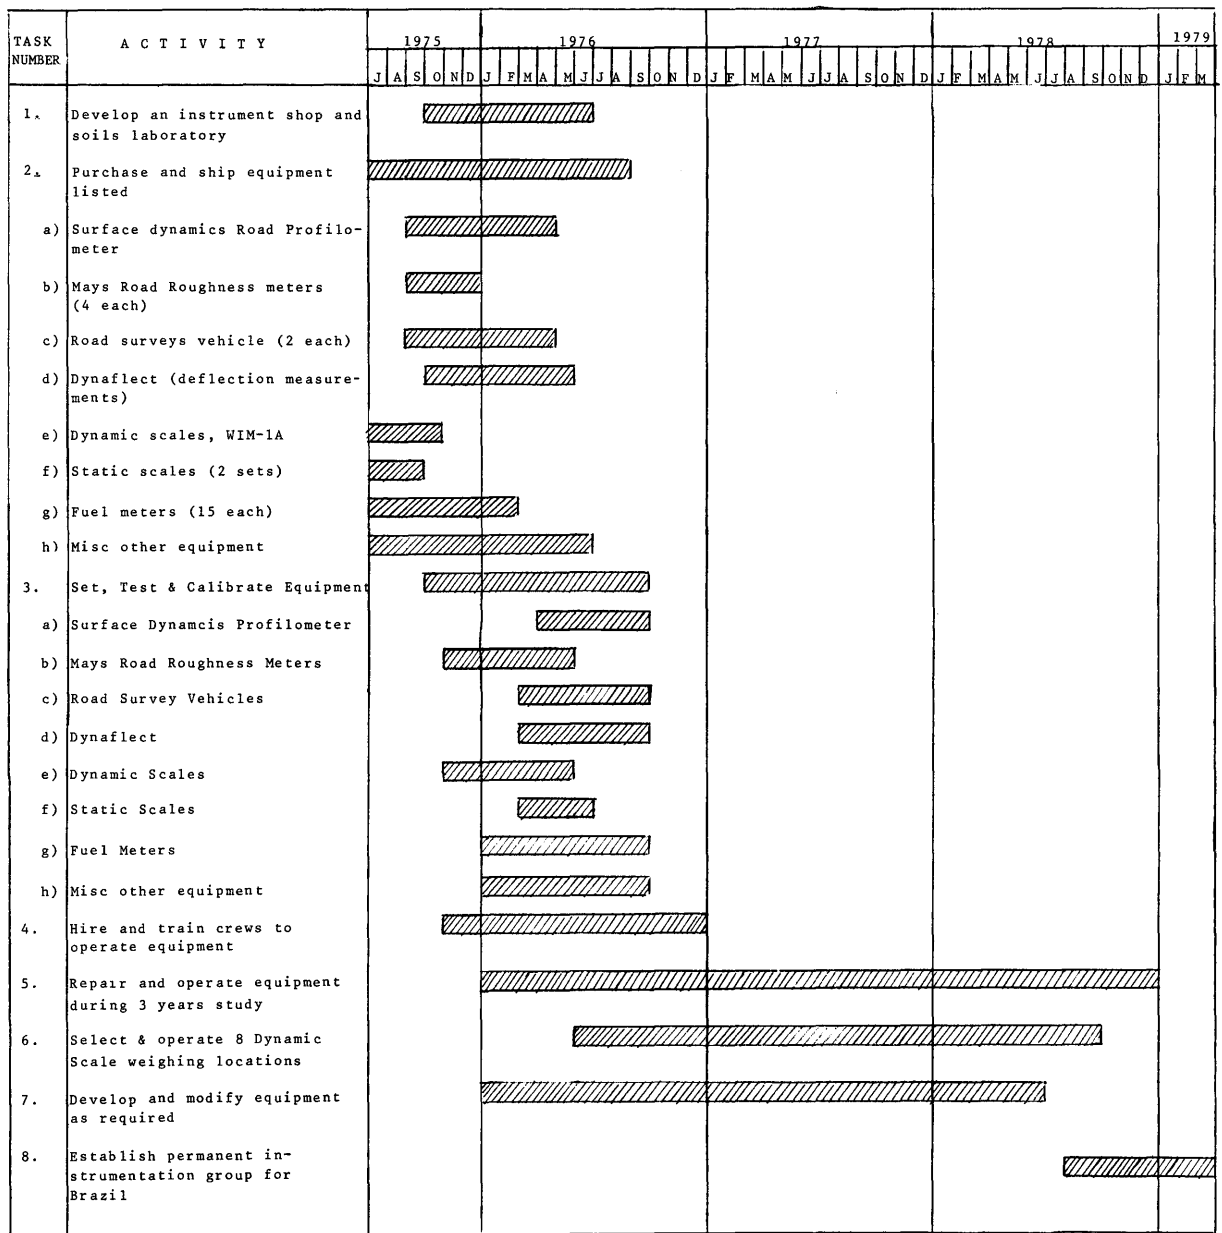 TASK NUMBER
A C T I V I T Y
1975 1976 1977 1978 1979
J A S O N D J F M A M J J A S O N D J F M A M J J A S O N D J F M A M J J A S O N D J F M
1. Develop an instrument shop and
soils laboratory
2. Purchase and ship equipment
listed
a) Surface dynamics Road Profilo-
meter
b) Mays Road Roughness meters
(4 each)
c) Road surveys vehicle (2 each)
d) Dynaflect (deflection measure-
ments)
e) Dynamic scales, WIM-1A
f) Static scales (2 sets)
g) Fuel meters (15 each)
h) Misc other equipment
3. Set, Test & Calibrate Equipment
a) Surface Dynamcis Profilometer
b) Mays Road Roughness Meters
c) Road Survey Vehicles
d) Dynaflect
e) Dynamic Scales
f) Static Scales
g) Fuel Meters
h) Misc other equipment
4. Hire and train crews to
operate equipment
5. Repair and operate equipment
during 3 years study
6. Select & operate 8 Dynamic
Scale weighing locations
7. Develop and modify equipment
as required
8. Establish permanent in-
strumentation group for
Brazil